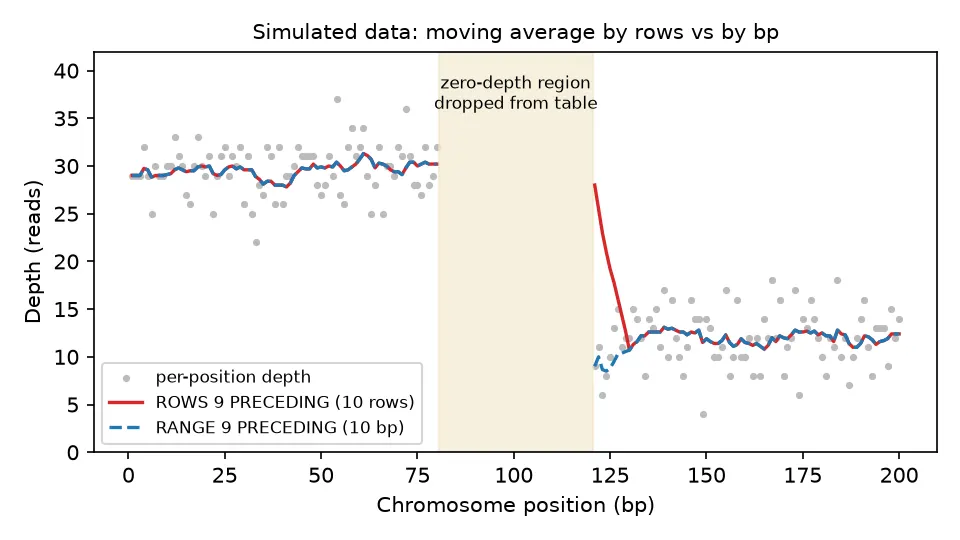 Simulated data: moving average by rows vs by bp
40
35
30
25
20
15
10
5
0
Depth (reads)
zero-depth region
dropped from table
per-position depth
ROWS 9 PRECEDING (10 rows)
RANGE 9 PRECEDING (10 bp)
0 25 50 75 100 125 150 175 200
Chromosome position (bp)